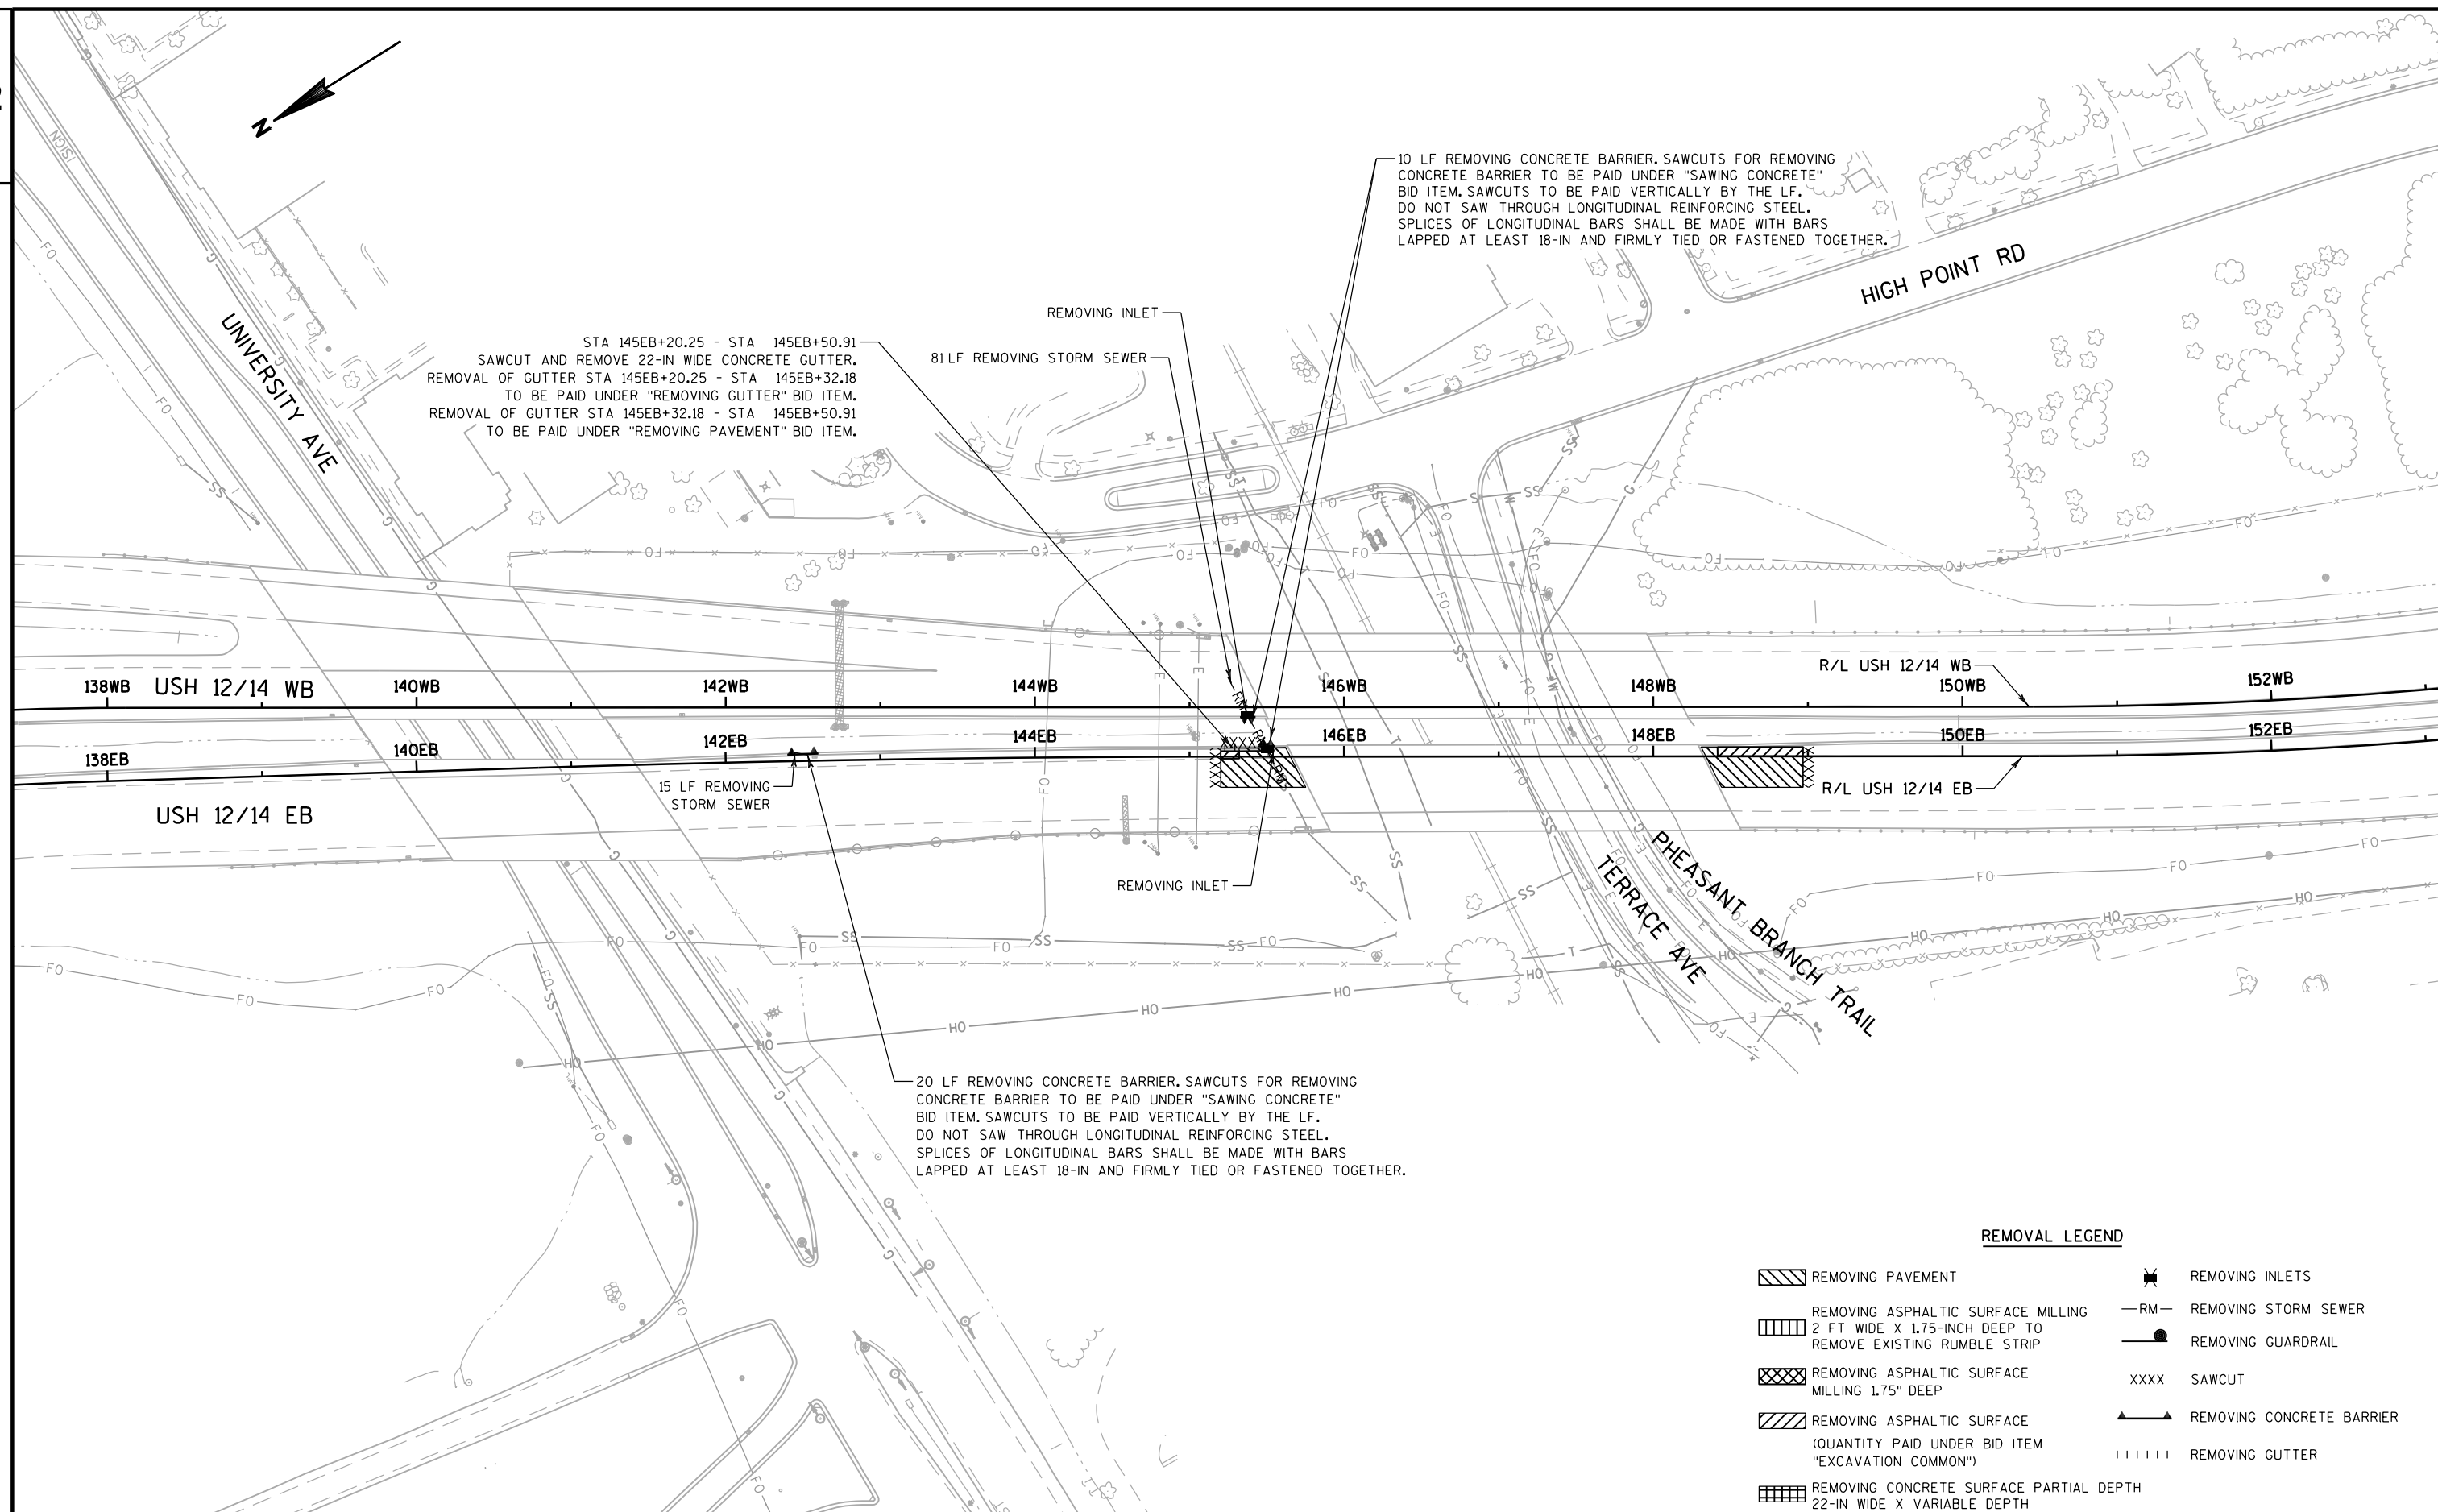 N
10 LF REMOVING CONCRETE BARRIER. SAWCUTS FOR REMOVING
CONCRETE BARRIER TO BE PAID UNDER "SAWING CONCRETE"
BID ITEM. SAWCUTS TO BE PAID VERTICALLY BY THE LF.
DO NOT SAW THROUGH LONGITUDINAL REINFORCING STEEL.
SPLICES OF LONGITUDINAL BARS SHALL BE MADE WITH BARS
LAPPED AT LEAST 18-IN AND FIRMLY TIED OR FASTENED TOGETHER.
HIGH POINT RD
REMOVING INLET
81 LF REMOVING STORM SEWER
STA 145EB+20.25 - STA 145EB+50.91
SAWCUT AND REMOVE 22-IN WIDE CONCRETE GUTTER.
REMOVAL OF GUTTER STA 145EB+20.25 - STA 145EB+32.18
TO BE PAID UNDER "REMOVING GUTTER" BID ITEM.
REMOVAL OF GUTTER STA 145EB+32.18 - STA 145EB+50.91
TO BE PAID UNDER "REMOVING PAVEMENT" BID ITEM.
UNIVERSITY AVE
R/L USH 12/14 WB
138WB USH 12/14 WB 140WB 142WB 144WB 146WB 148WB 150WB 152WB
138EB 140EB 142EB 144EB 146EB 148EB 150EB 152EB
15 LF REMOVING
STORM SEWER
R/L USH 12/14 EB
USH 12/14 EB
REMOVING INLET
TERRACE AVE
PHEASANT BRANCH TRAIL
20 LF REMOVING CONCRETE BARRIER. SAWCUTS FOR REMOVING
CONCRETE BARRIER TO BE PAID UNDER "SAWING CONCRETE"
BID ITEM. SAWCUTS TO BE PAID VERTICALLY BY THE LF.
DO NOT SAW THROUGH LONGITUDINAL REINFORCING STEEL.
SPLICES OF LONGITUDINAL BARS SHALL BE MADE WITH BARS
LAPPED AT LEAST 18-IN AND FIRMLY TIED OR FASTENED TOGETHER.
REMOVAL LEGEND
REMOVING PAVEMENT
REMOVING ASPHALTIC SURFACE MILLING
2 FT WIDE X 1.75-INCH DEEP TO
REMOVE EXISTING RUMBLE STRIP
REMOVING ASPHALTIC SURFACE
MILLING 1.75" DEEP
REMOVING ASPHALTIC SURFACE
(QUANTITY PAID UNDER BID ITEM
"EXCAVATION COMMON")
REMOVING CONCRETE SURFACE PARTIAL DEPTH
22-IN WIDE X VARIABLE DEPTH
REMOVING INLETS
RM REMOVING STORM SEWER
REMOVING GUARDRAIL
XXXX SAWCUT
REMOVING CONCRETE BARRIER
REMOVING GUTTER